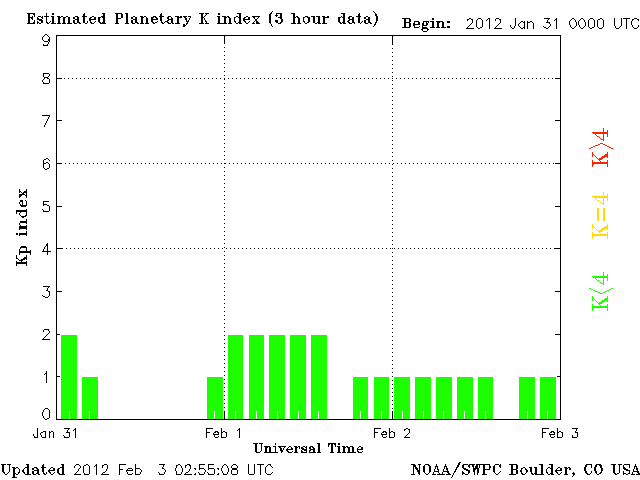 Estimated Planetary K index (3 hour data) Begin: 2012 Jan 31 0000 UTC
9
8
7
6
5
4
3
2
1
0
Kp index
K>4
K=4
K<4
Jan 31 Feb 1 Feb 2 Feb 3
Universal Time
Updated 2012 Feb 3 02:55:08 UTC NOAA/SWPC Boulder, CO USA